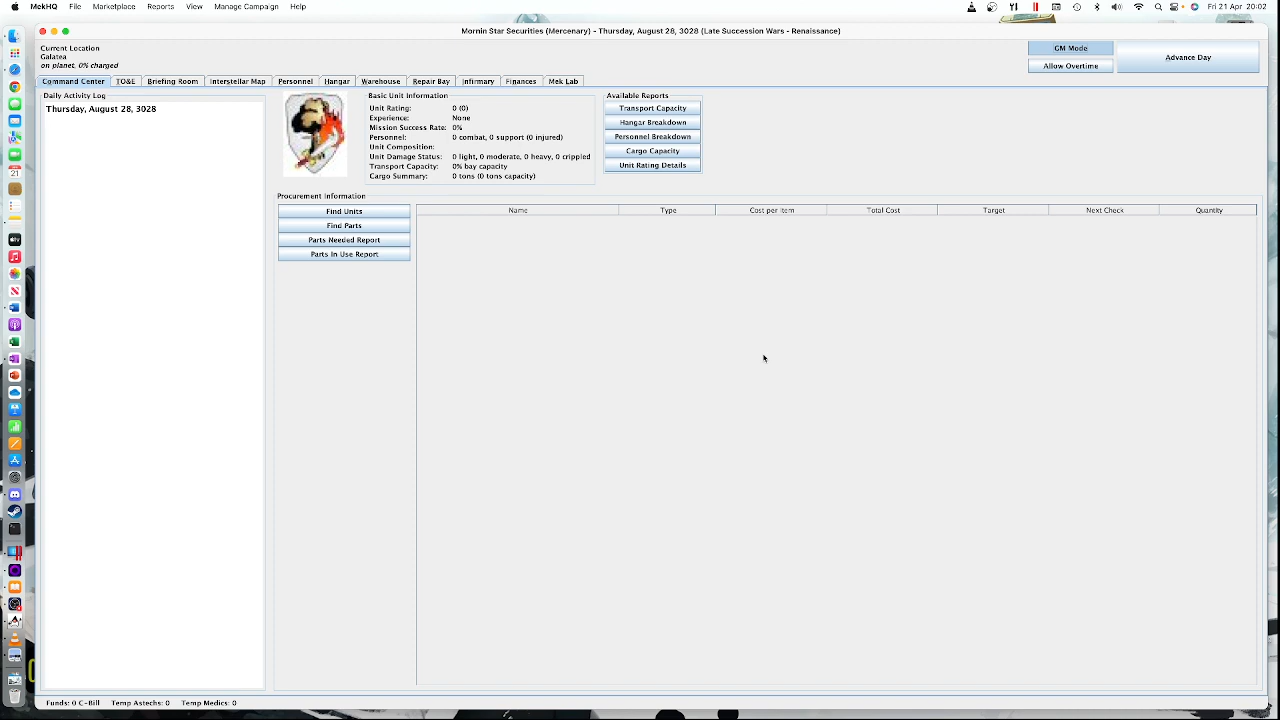 MekHQ File Marketplace Reports View Manage Campaign Help
Fri 21 Apr 20:02
Mornin Star Securities (Mercenary) - Thursday, August 28, 3028 (Late Succession Wars - Renaissance)
Current Location
Galatea
on planet, 0% charged
GM Mode
Allow Overtime
Advance Day
Command Center TO&E Briefing Room Interstellar Map Personnel Hangar Warehouse Repair Bay Infirmary Finances Mek Lab
Daily Activity Log
Thursday, August 28, 3028
Basic Unit Information
Unit Rating: 0 (0)
Experience: None
Mission Success Rate: 0%
Personnel: 0 combat, 0 support (0 injured)
Unit Composition:
Unit Damage Status: 0 light, 0 moderate, 0 heavy, 0 crippled
Transport Capacity: 0% bay capacity
Cargo Summary: 0 tons (0 tons capacity)
Available Reports
Transport Capacity
Hangar Breakdown
Personnel Breakdown
Cargo Capacity
Unit Rating Details
Procurement Information
Find Units
Find Parts
Parts Needed Report
Parts In Use Report
Name Type Cost per Item Total Cost Target Next Check Quantity
Funds: 0 C-Bill Temp Astechs: 0 Temp Medics: 0